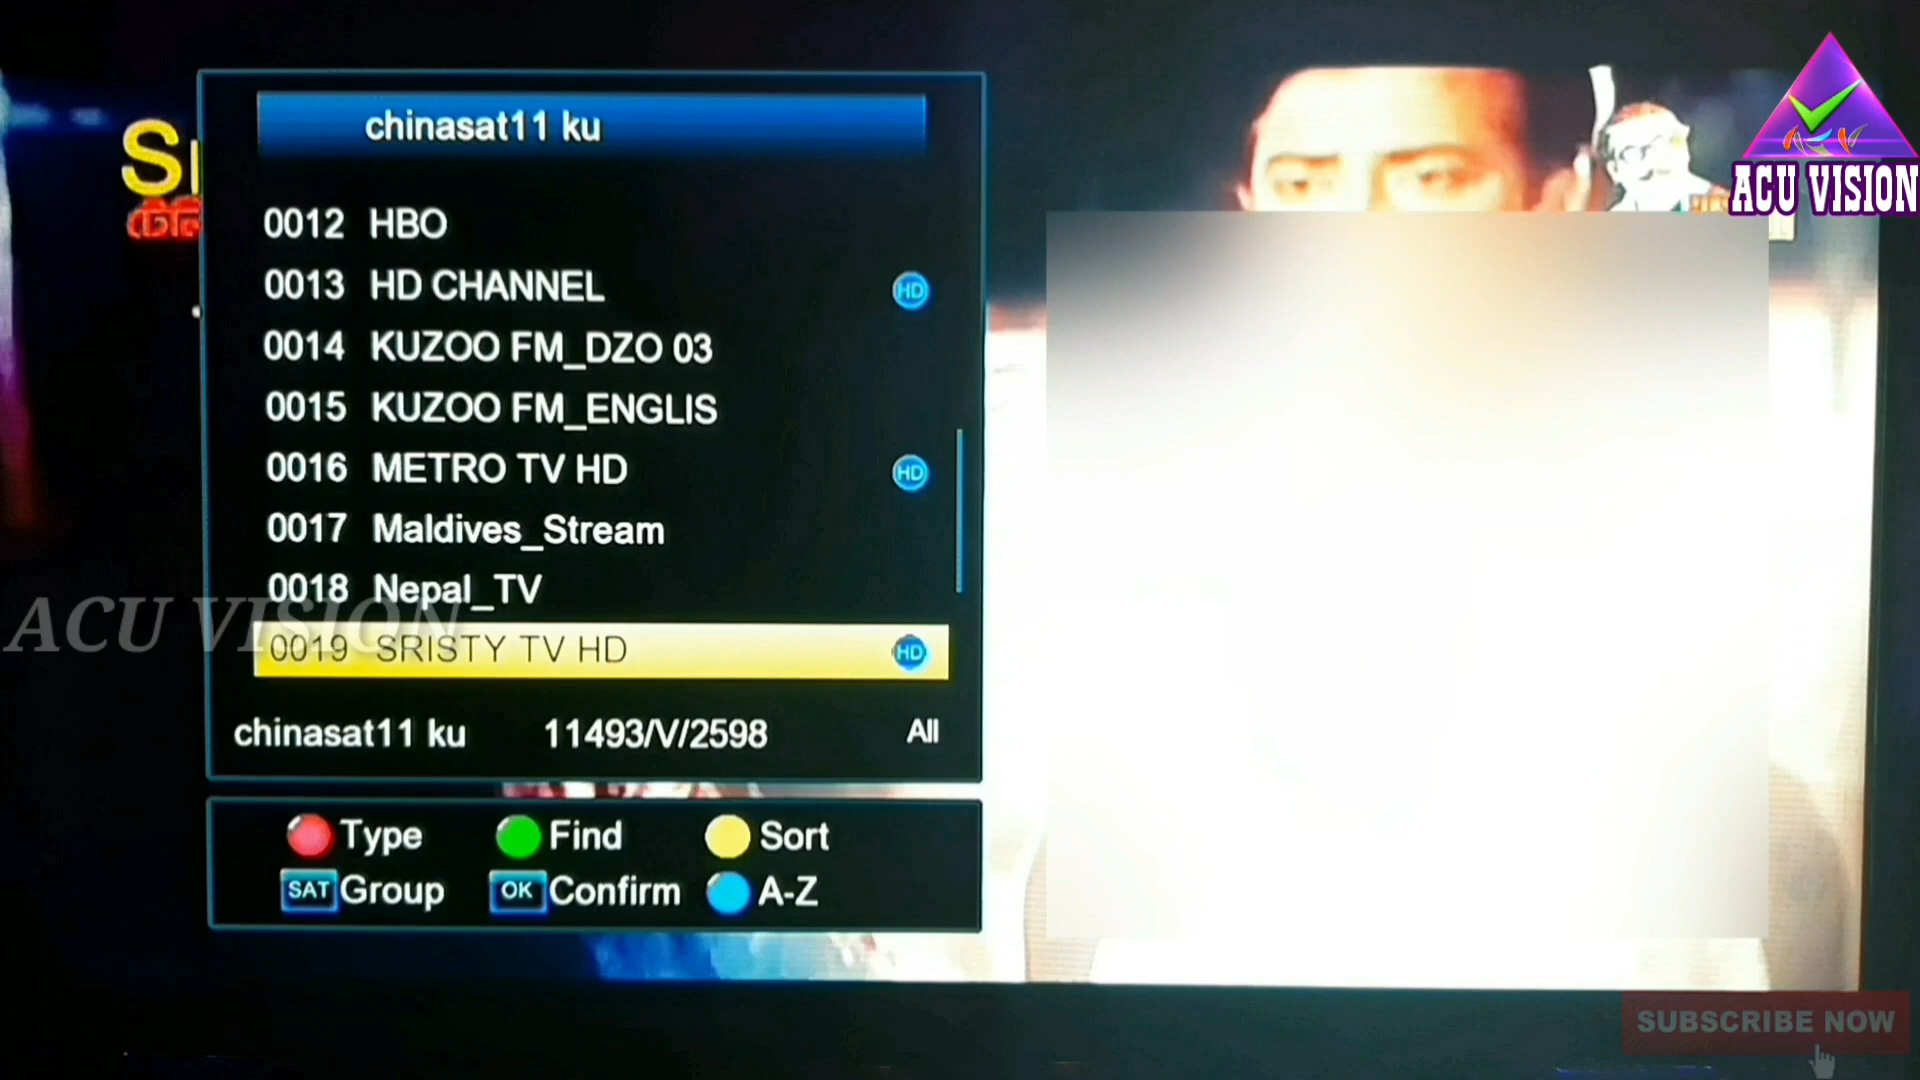 chinasat11 ku
0012 HBO
0013 HD CHANNEL HD
0014 KUZOO FM_DZO 03
0015 KUZOO FM_ENGLIS
0016 METRO TV HD HD
0017 Maldives_Stream
0018 Nepal_TV
0019 SRISTY TV HD HD
chinasat11 ku 11493/V/2598 All
Type Find Sort
SAT Group OK Confirm A-Z
ACU VISION
ACU VISION
SUBSCRIBE NOW